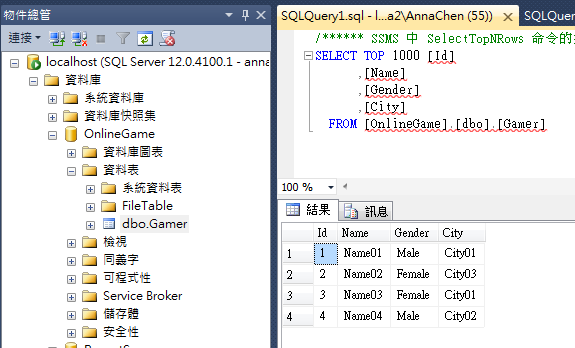 物件總管
連接
localhost (SQL Server 12.0.4100.1 - anna
資料庫
系統資料庫
資料庫快照集
OnlineGame
資料庫圖表
資料表
系統資料表
FileTable
dbo.Gamer
檢視
同義字
可程式性
Service Broker
儲存體
安全性
SQLQuery1.sql - l...a2\AnnaChen (55))
SQLQue
/****** SSMS 中 SelectTopNRows 命令的
SELECT TOP 1000 [Id]
,[Name]
,[Gender]
,[City]
FROM [OnlineGame].[dbo].[Gamer]
100 %
結果 訊息
Id Name Gender City
1 1 Name01 Male City01
2 2 Name02 Female City03
3 3 Name03 Female City01
4 4 Name04 Male City02